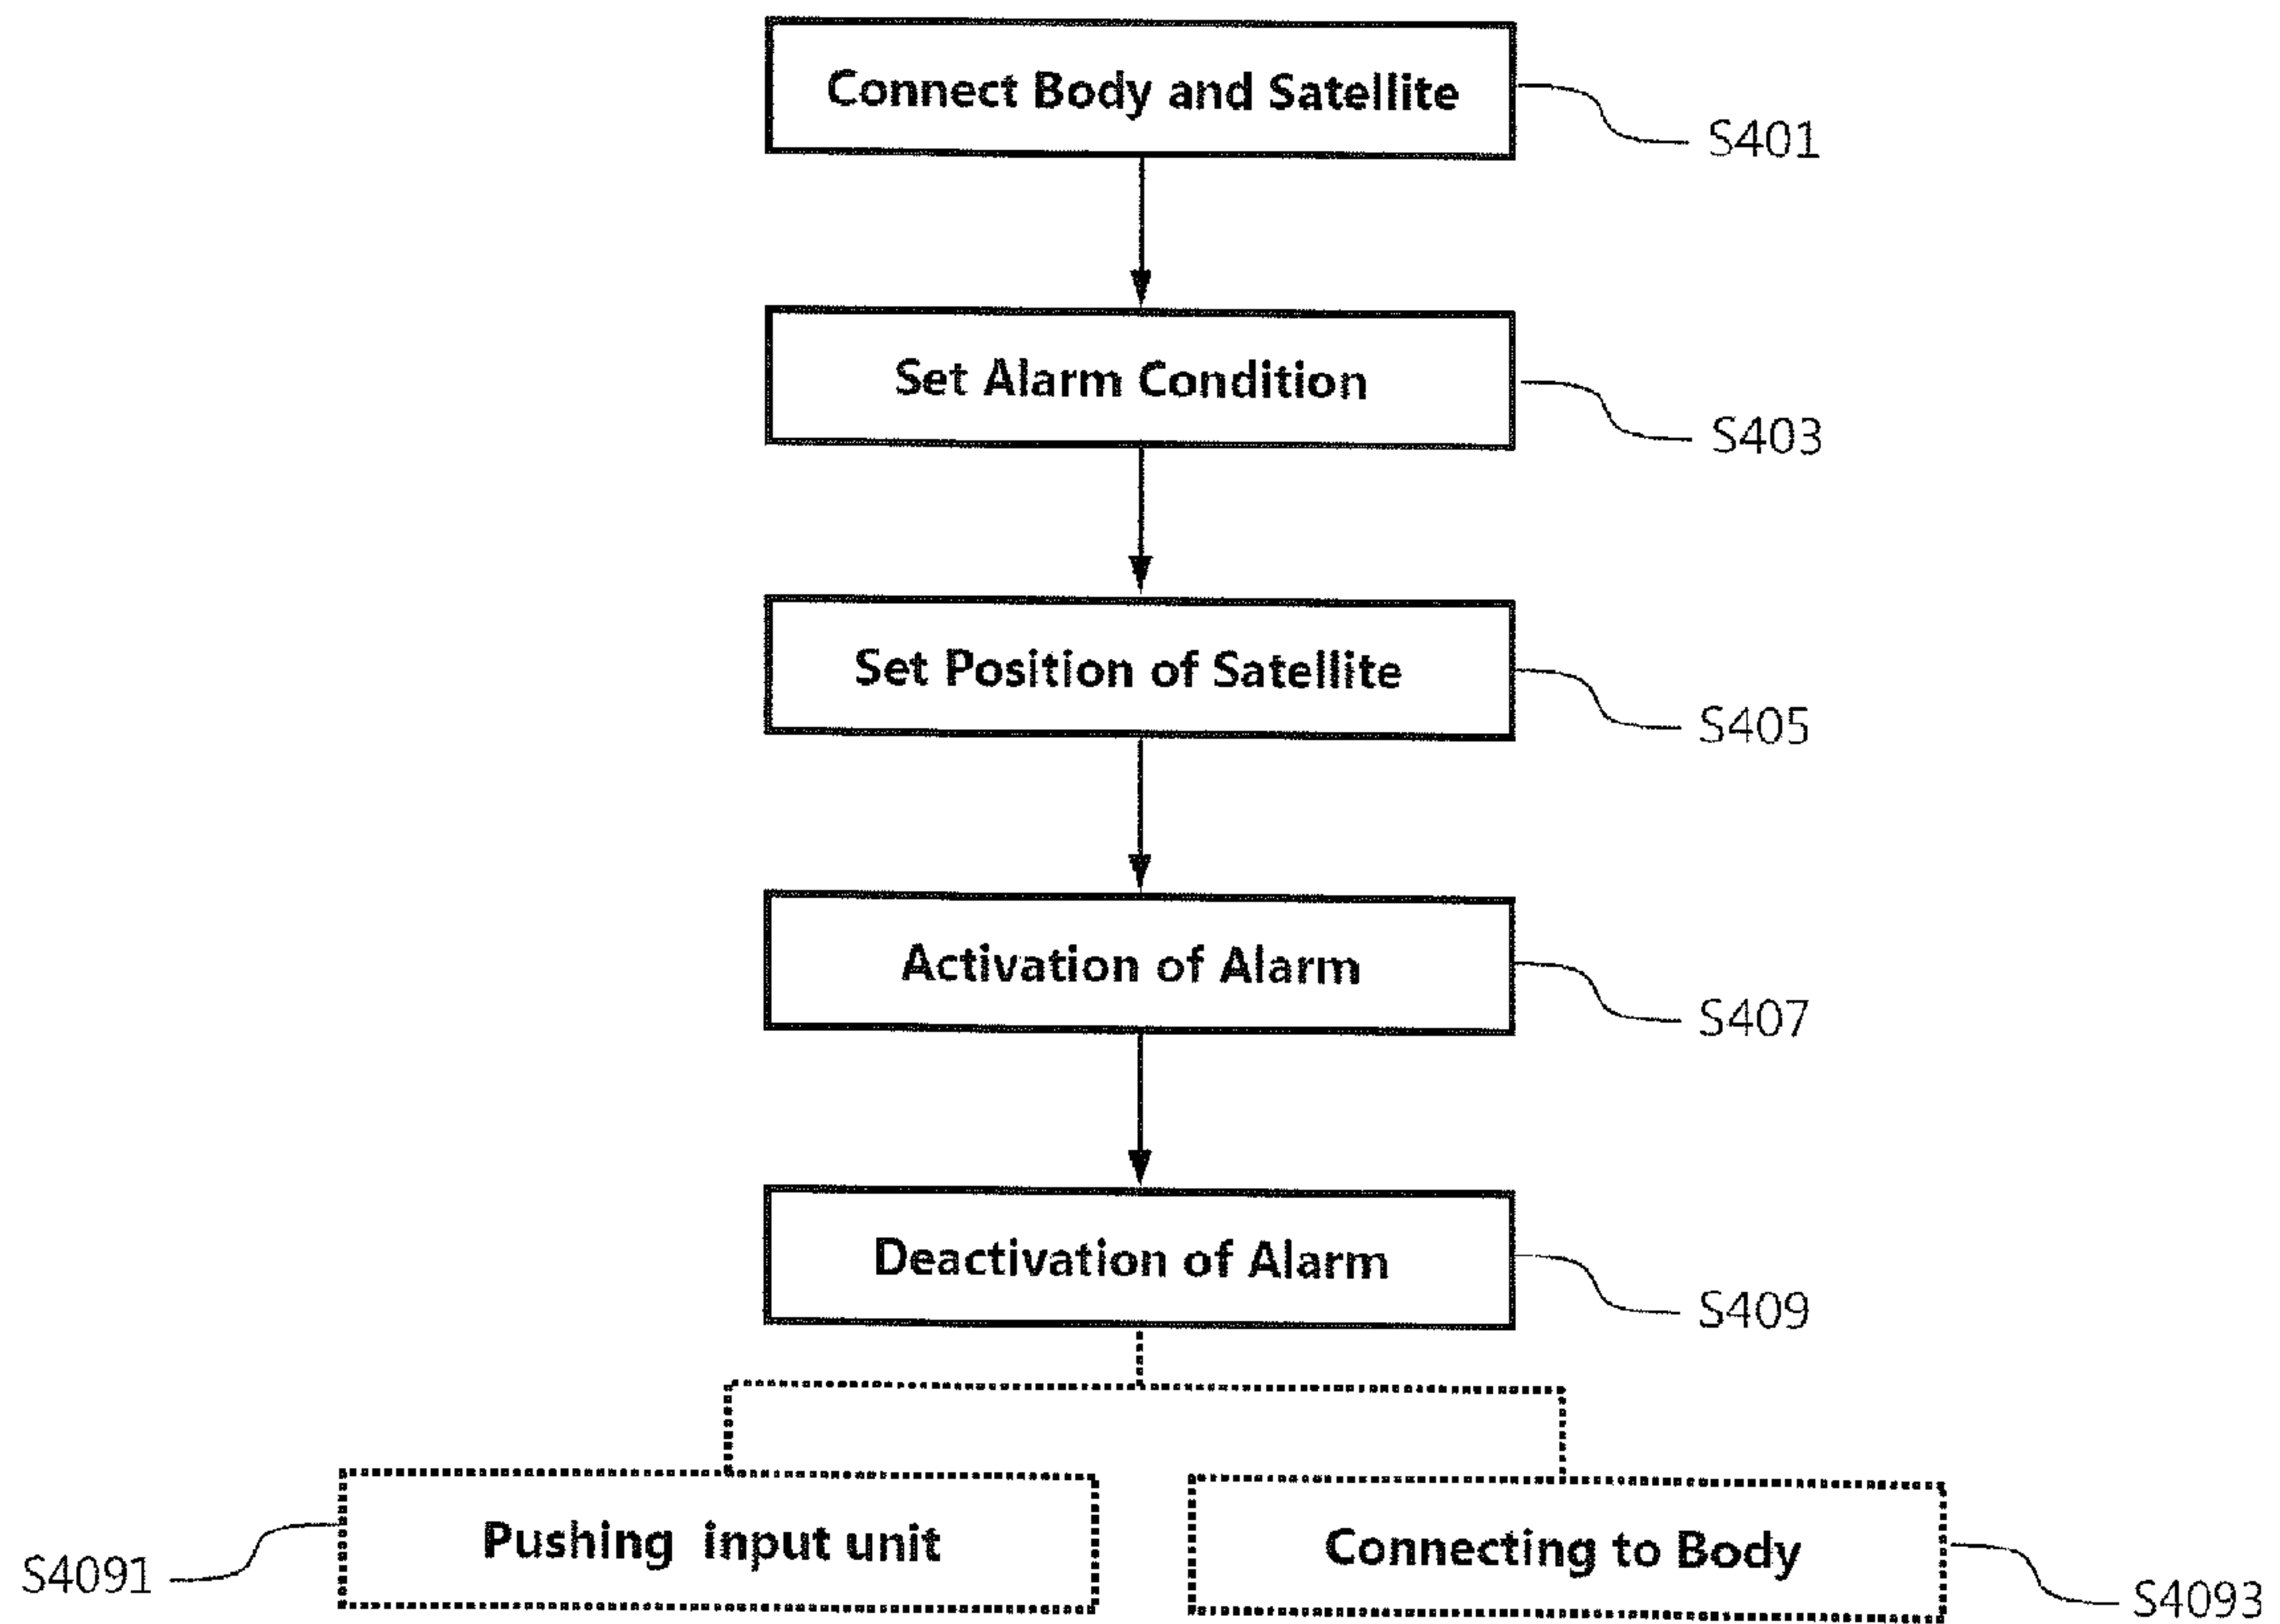 Connect Body and Satellite
S401
Set Alarm Condition
S403
Set Position of Satellite
S405
Activation of Alarm
S407
Deactivation of Alarm
S409
Pushing input unit
S4091
Connecting to Body
S4093